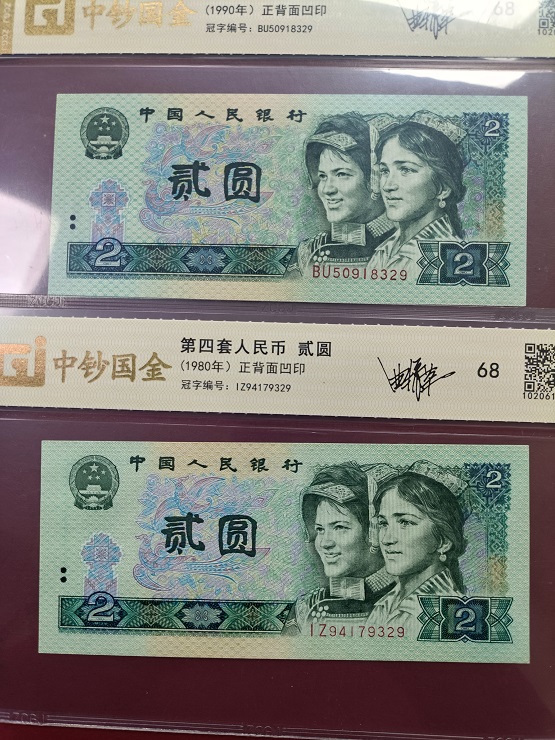 中钞国金
(1990年) 正背面凹印
冠字编号: BU50918329
68
中国人民银行
贰圆
2
2
2
BU50918329
中钞国金
第四套人民币 贰圆
(1980年) 正背面凹印
冠字编号: IZ94179329
68
102061
中国人民银行
贰圆
2
2
2
IZ94179329